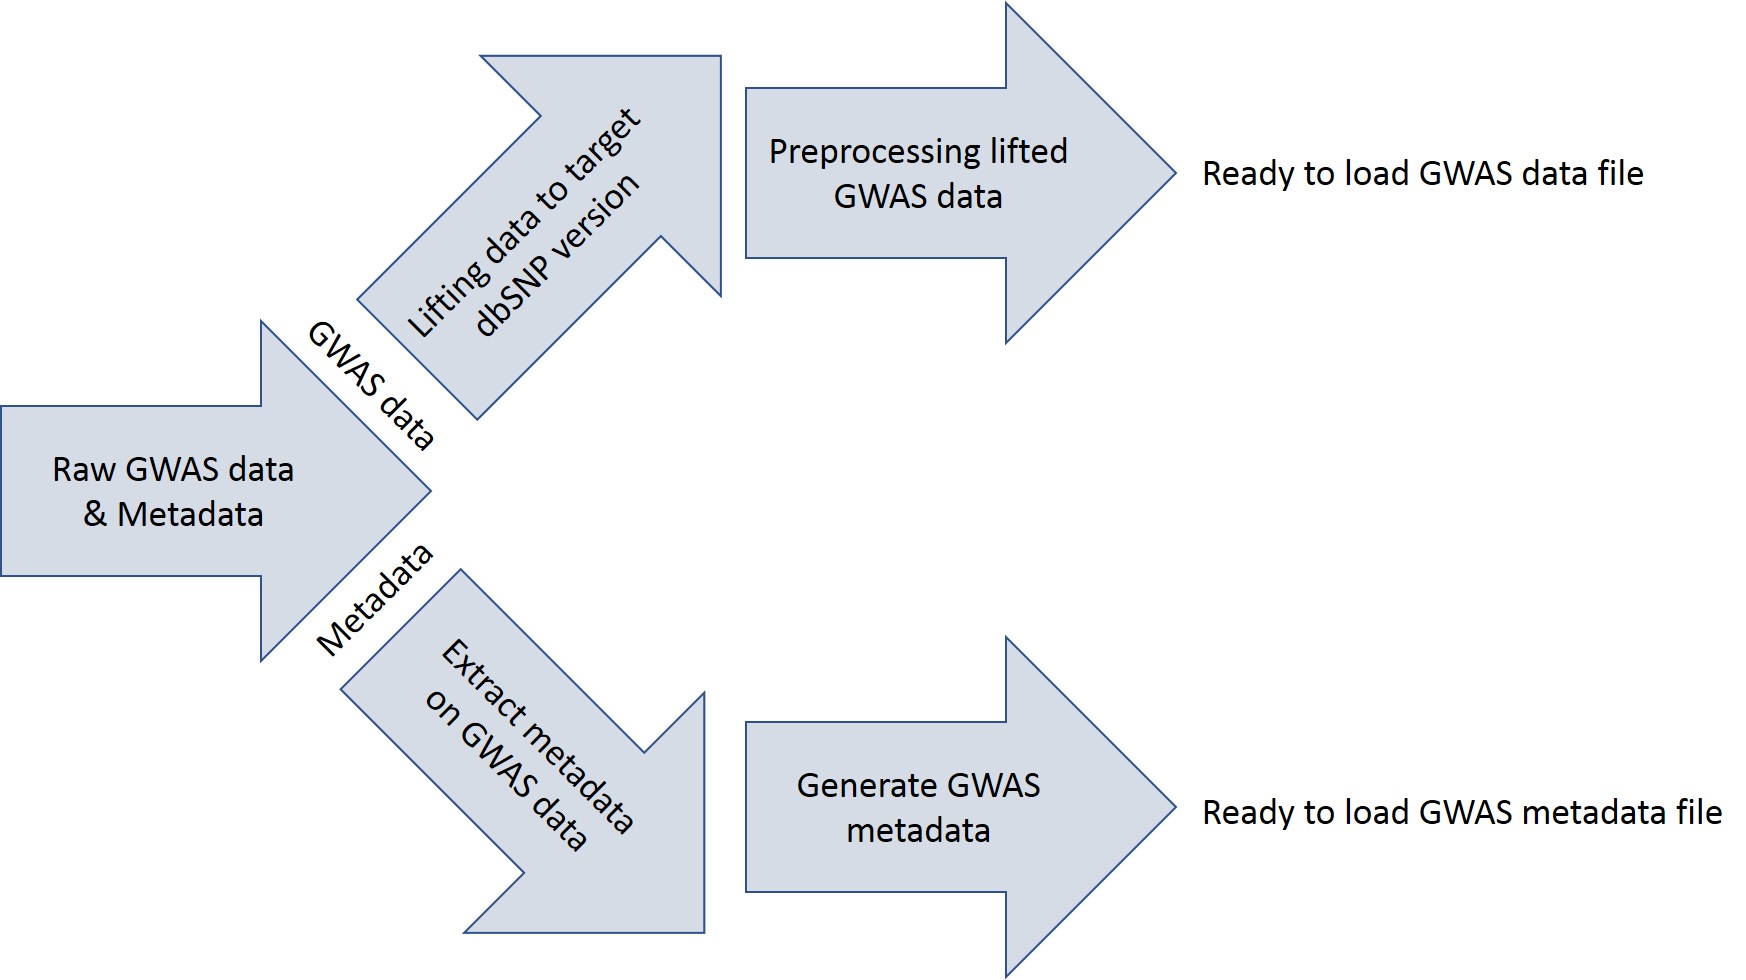 Raw GWAS data
& Metadata
GWAS data
Lifting data to target
dbSNP version
Preprocessing lifted
GWAS data
Ready to load GWAS data file
Metadata
Extract metadata
on GWAS data
Generate GWAS
metadata
Ready to load GWAS metadata file